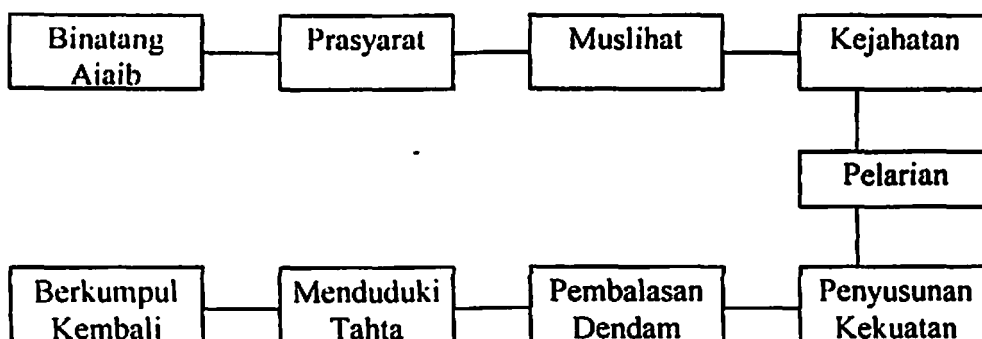 Binatang
Ajaib
Prasyarat
Muslihat
Kejahatan
Pelarian
Berkumpul
Kembali
Menduduki
Tahta
Pembalasan
Dendam
Penyusunan
Kekuatan